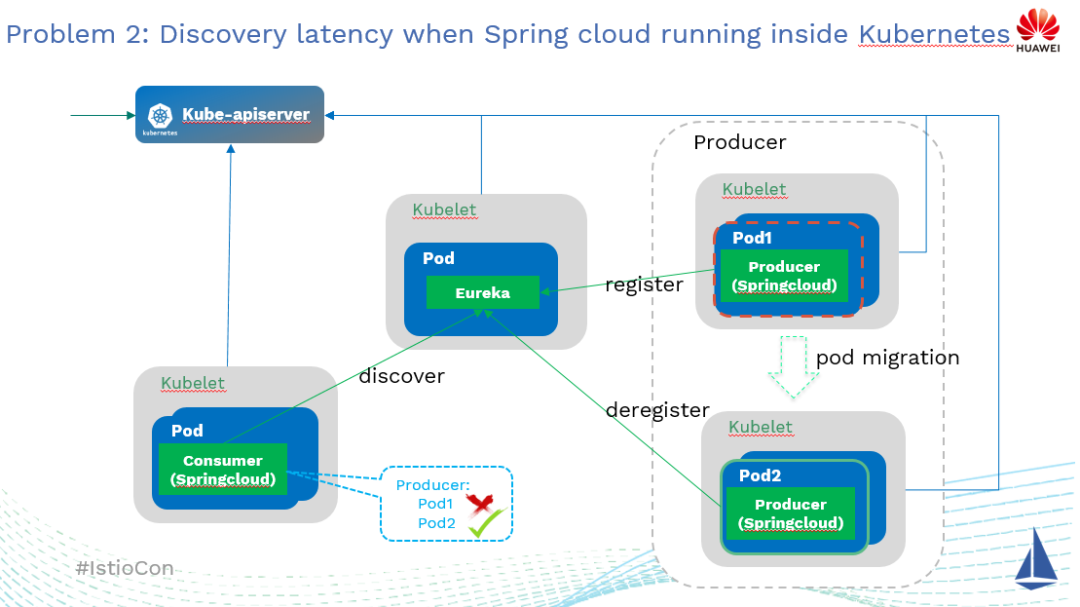 Problem 2: Discovery latency when Spring cloud running inside Kubernetes
HUAWEI
kubernetes
Kube-apiserver
Producer
Kubelet
Pod1
Producer
(Springcloud)
Kubelet
Pod
Eureka
register
pod migration
discover
deregister
Kubelet
Pod
Consumer
(Springcloud)
Producer:
Pod1
Pod2
Kubelet
Pod2
Producer
(Springcloud)
#IstioCon